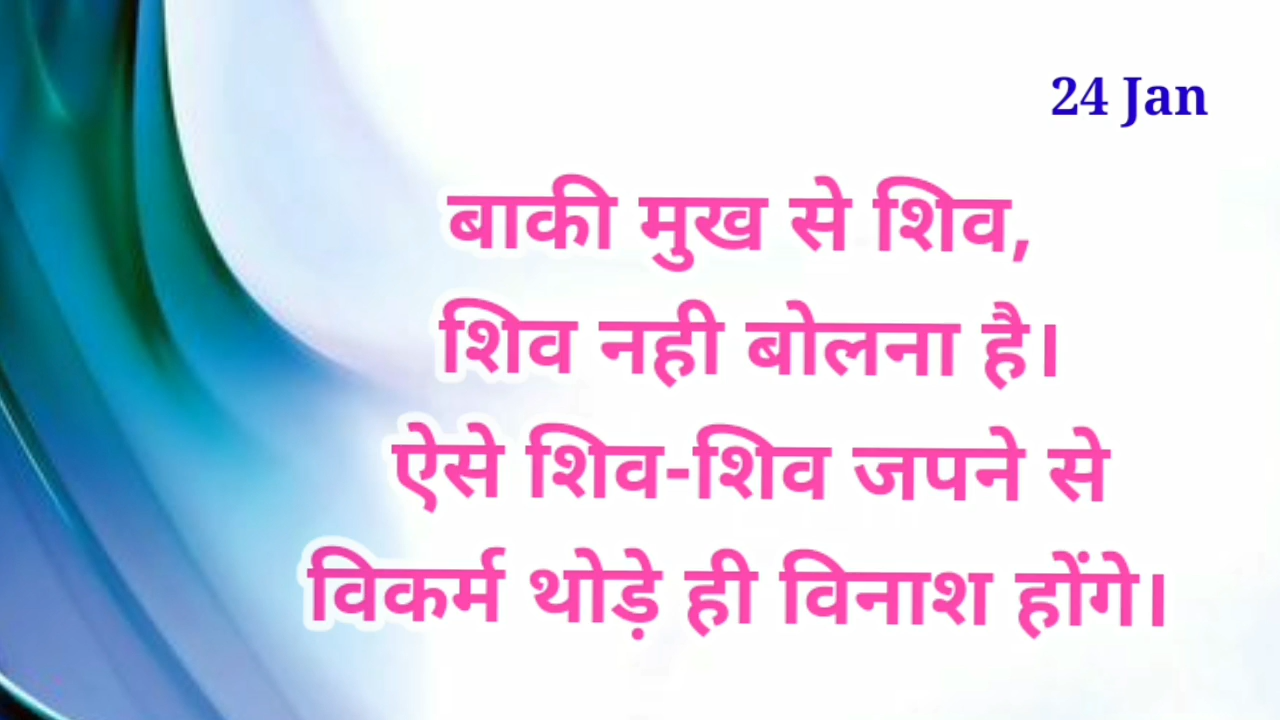 24 Jan
बाकी मुख से शिव,
शिव नही बोलना है।
ऐसे शिव-शिव जपने से
विकर्म थोड़े ही विनाश होंगे।